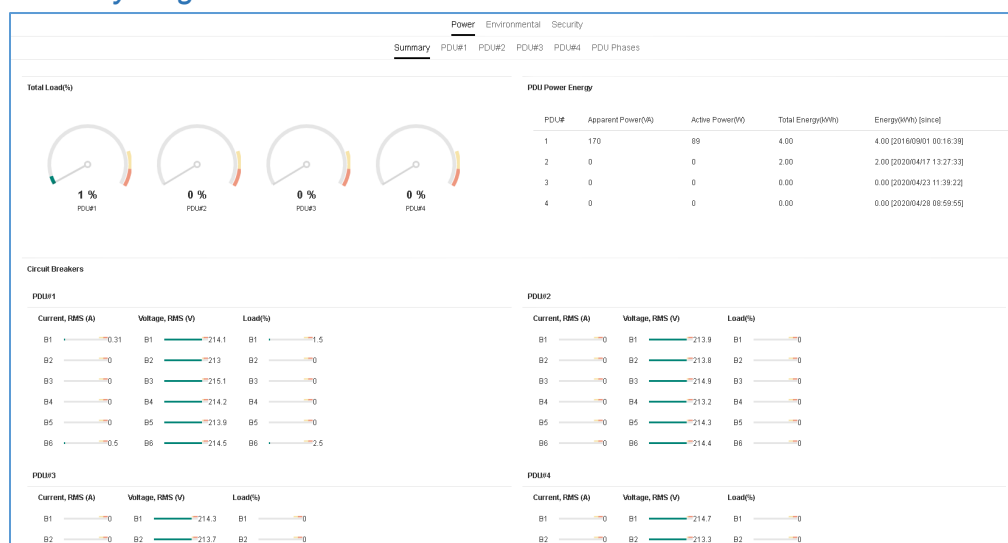 Power Environmental Security
Summary PDU#1 PDU#2 PDU#3 PDU#4 PDU Phases
Total Load(%)
1 %
PDU#1
0 %
PDU#2
0 %
PDU#3
0 %
PDU#4
PDU Power Energy
PDU# Apparent Power(VA) Active Power(W) Total Energy(kWh) Energy(kWh) [since]
1 170 89 4.00 4.00 [2016/09/01 00:16:39]
2 0 0 2.00 2.00 [2020/04/17 13:27:33]
3 0 0 0.00 0.00 [2020/04/23 11:39:22]
4 0 0 0.00 0.00 [2020/04/28 08:59:55]
Circuit Breakers
PDU#1
Current, RMS (A) Voltage, RMS (V) Load(%)
B1 0.31 B1 214.1 B1 1.5
B2 0 B2 213 B2 0
B3 0 B3 215.1 B3 0
B4 0 B4 214.2 B4 0
B5 0 B5 213.9 B5 0
B6 0.5 B6 214.5 B6 2.5
PDU#2
Current, RMS (A) Voltage, RMS (V) Load(%)
B1 0 B1 213.9 B1 0
B2 0 B2 213.8 B2 0
B3 0 B3 214.9 B3 0
B4 0 B4 213.2 B4 0
B5 0 B5 214.3 B5 0
B6 0 B6 214.4 B6 0
PDU#3
Current, RMS (A) Voltage, RMS (V) Load(%)
B1 0 B1 214.3 B1 0
B2 0 B2 213.7 B2 0
PDU#4
Current, RMS (A) Voltage, RMS (V) Load(%)
B1 0 B1 214.7 B1 0
B2 0 B2 213.3 B2 0